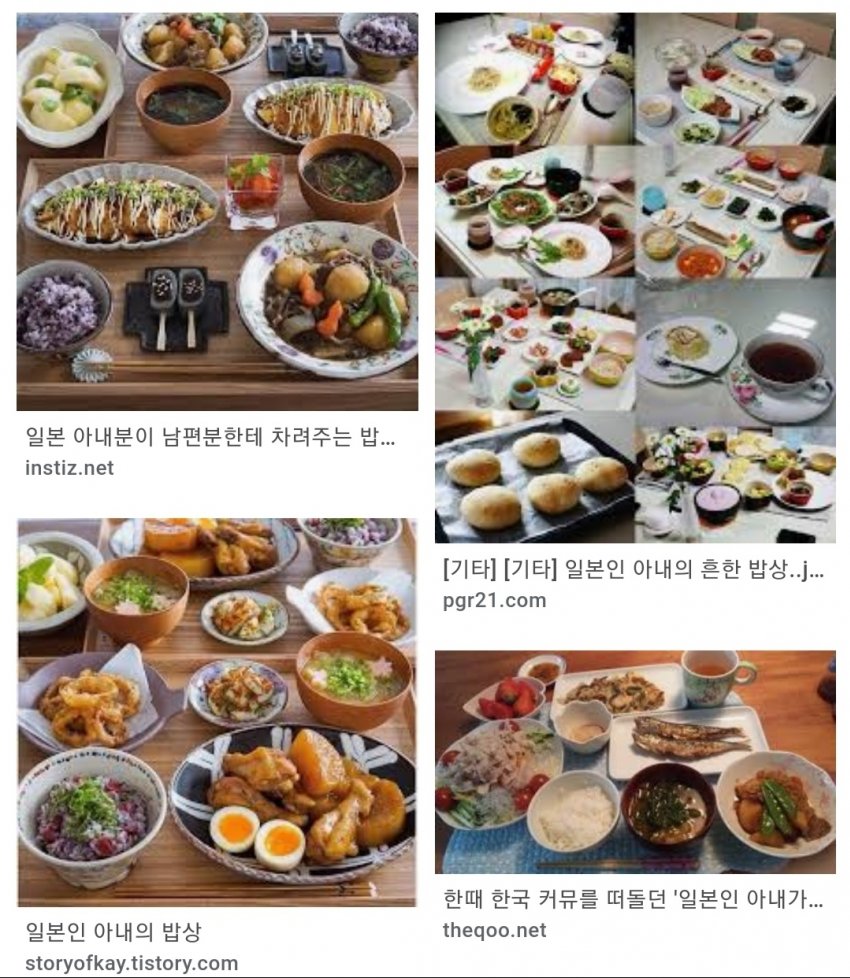 일본 아내분이 남편분한테 차려주는 밥...
instiz.net
[기타] [기타] 일본인 아내의 흔한 밥상..j...
pgr21.com
일본인 아내의 밥상
storyofkay.tistory.com
한때 한국 커뮤를 떠돌던 '일본인 아내가...
theqoo.net